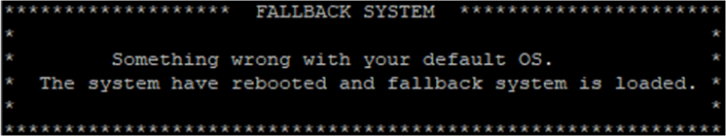 ******************* FALLBACK SYSTEM **********************
* *
* Something wrong with your default OS. *
* The system have rebooted and fallback system is loaded. *
* *
************************************************************